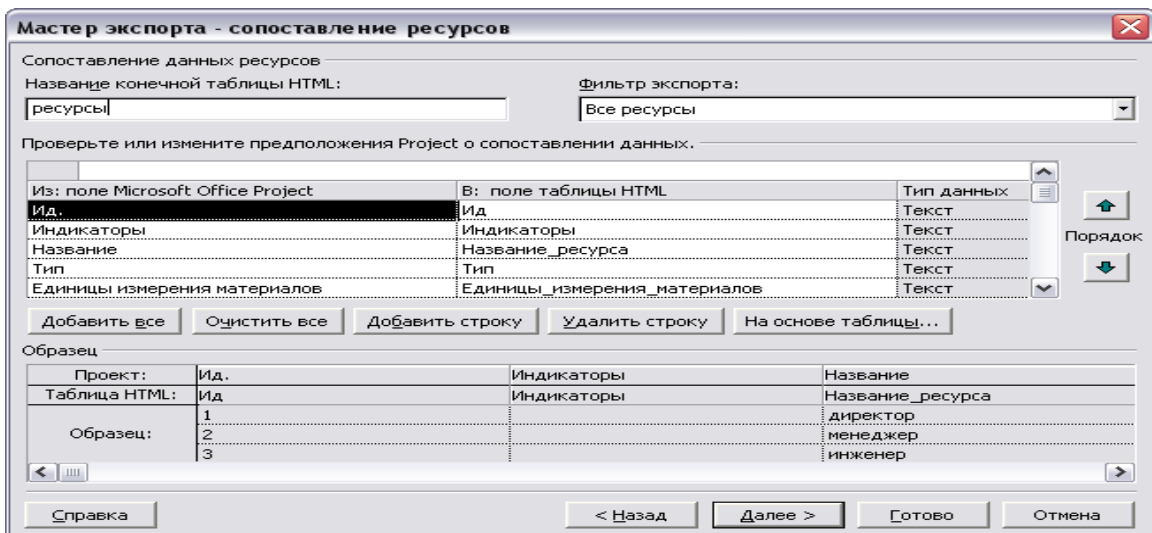 Мастер экспорта - сопоставление ресурсов
Сопоставление данных ресурсов
Название конечной таблицы HTML: Фильтр экспорта:
ресурсы Все ресурсы
Проверьте или измените предположения Project о сопоставлении данных.
Из: поле Microsoft Office Project В: поле таблицы HTML Тип данных
Ид. Ид Текст
Индикаторы Индикаторы Текст
Порядок
Название Название_ресурса Текст
Тип Тип Текст
Единицы измерения материалов Единицы_измерения_материалов Текст
Добавить все Очистить все Добавить строку Удалить строку На основе таблицы...
Образец
Проект: Ид. Индикаторы Название
Таблица HTML: Ид Индикаторы Название_ресурса
1 директор
Образец: 2 менеджер
3 инженер
Справка < Назад Далее > Готово Отмена